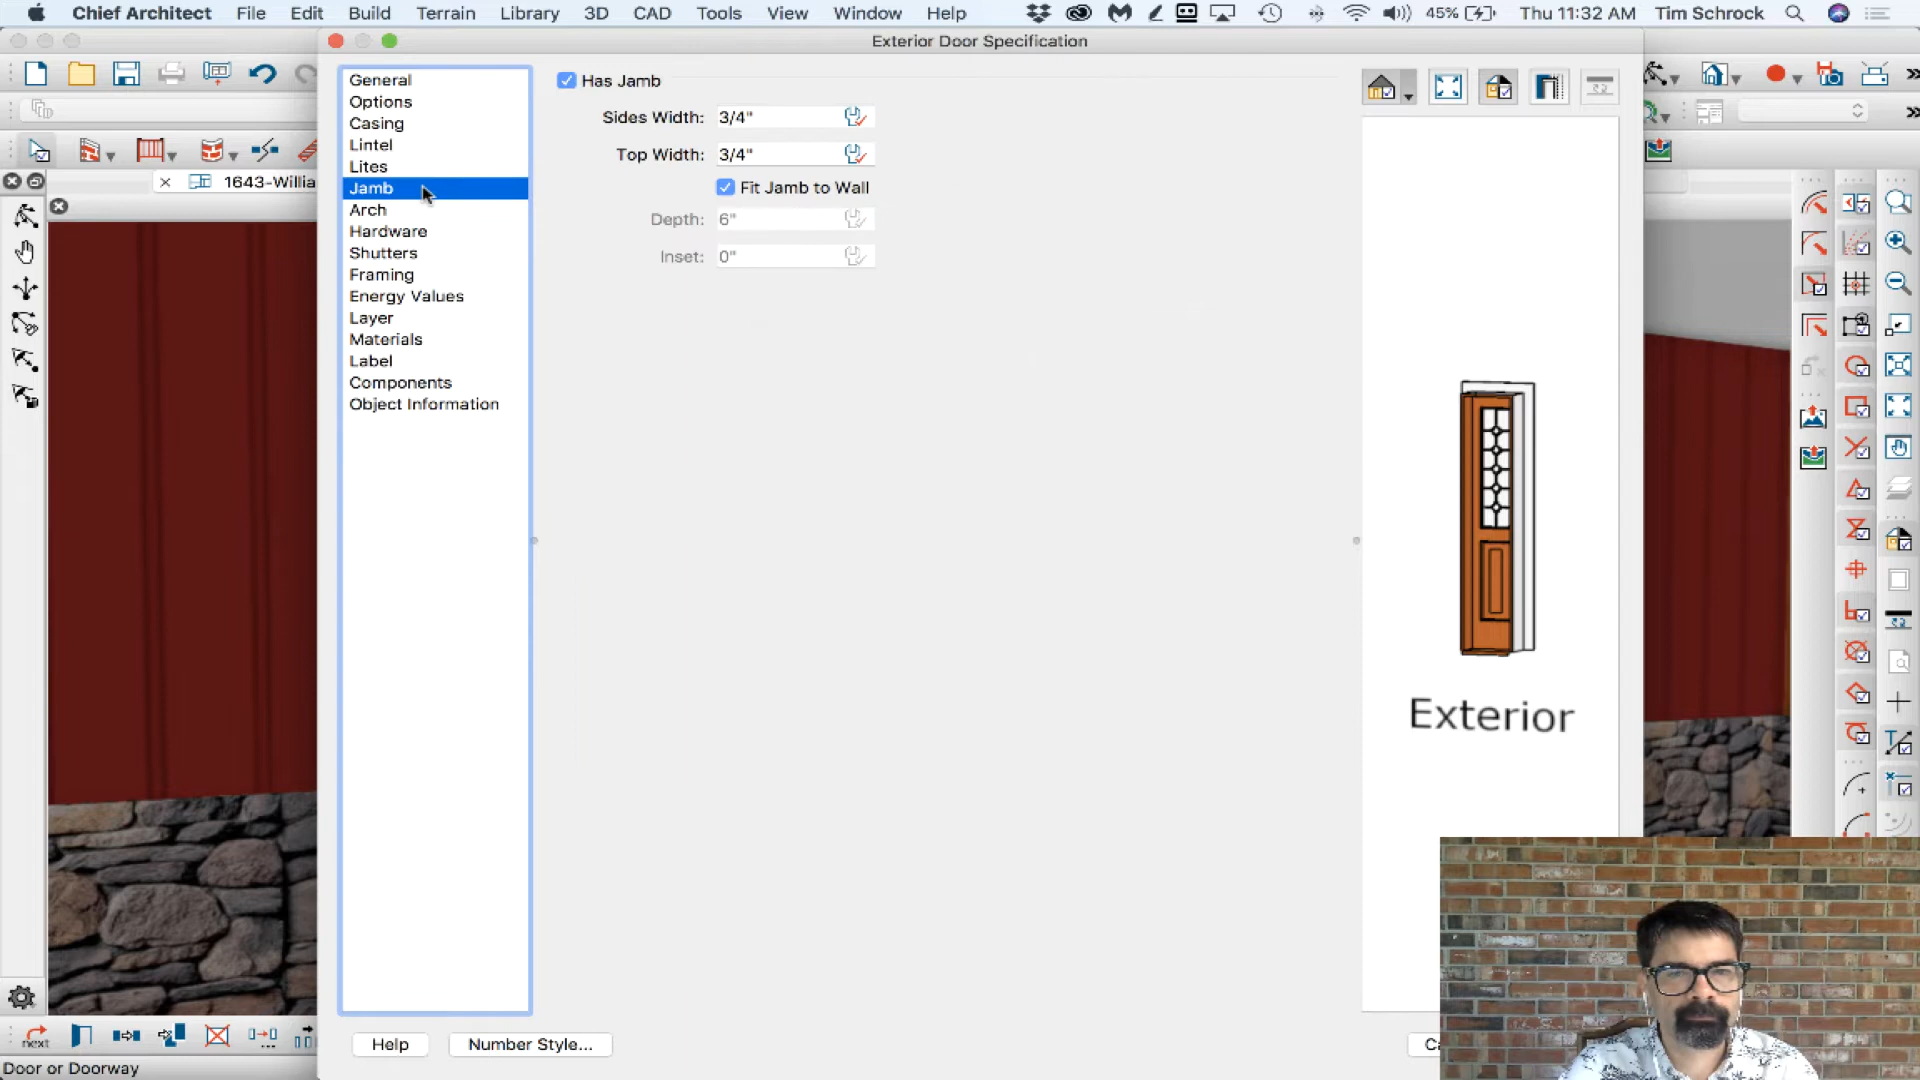 Chief Architect File Edit Build Terrain Library 3D CAD Tools View Window Help 45% Thu 11:32 AM Tim Schrock
Exterior Door Specification
General
Options
Casing
Lintel
Lites
Jamb
Arch
Hardware
Shutters
Framing
Energy Values
Layer
Materials
Label
Components
Object Information
Has Jamb
Sides Width: 3/4"
Top Width: 3/4"
Fit Jamb to Wall
Depth: 6"
Inset: 0"
1643-Willia
Exterior
Help Number Style...
next
Door or Doorway